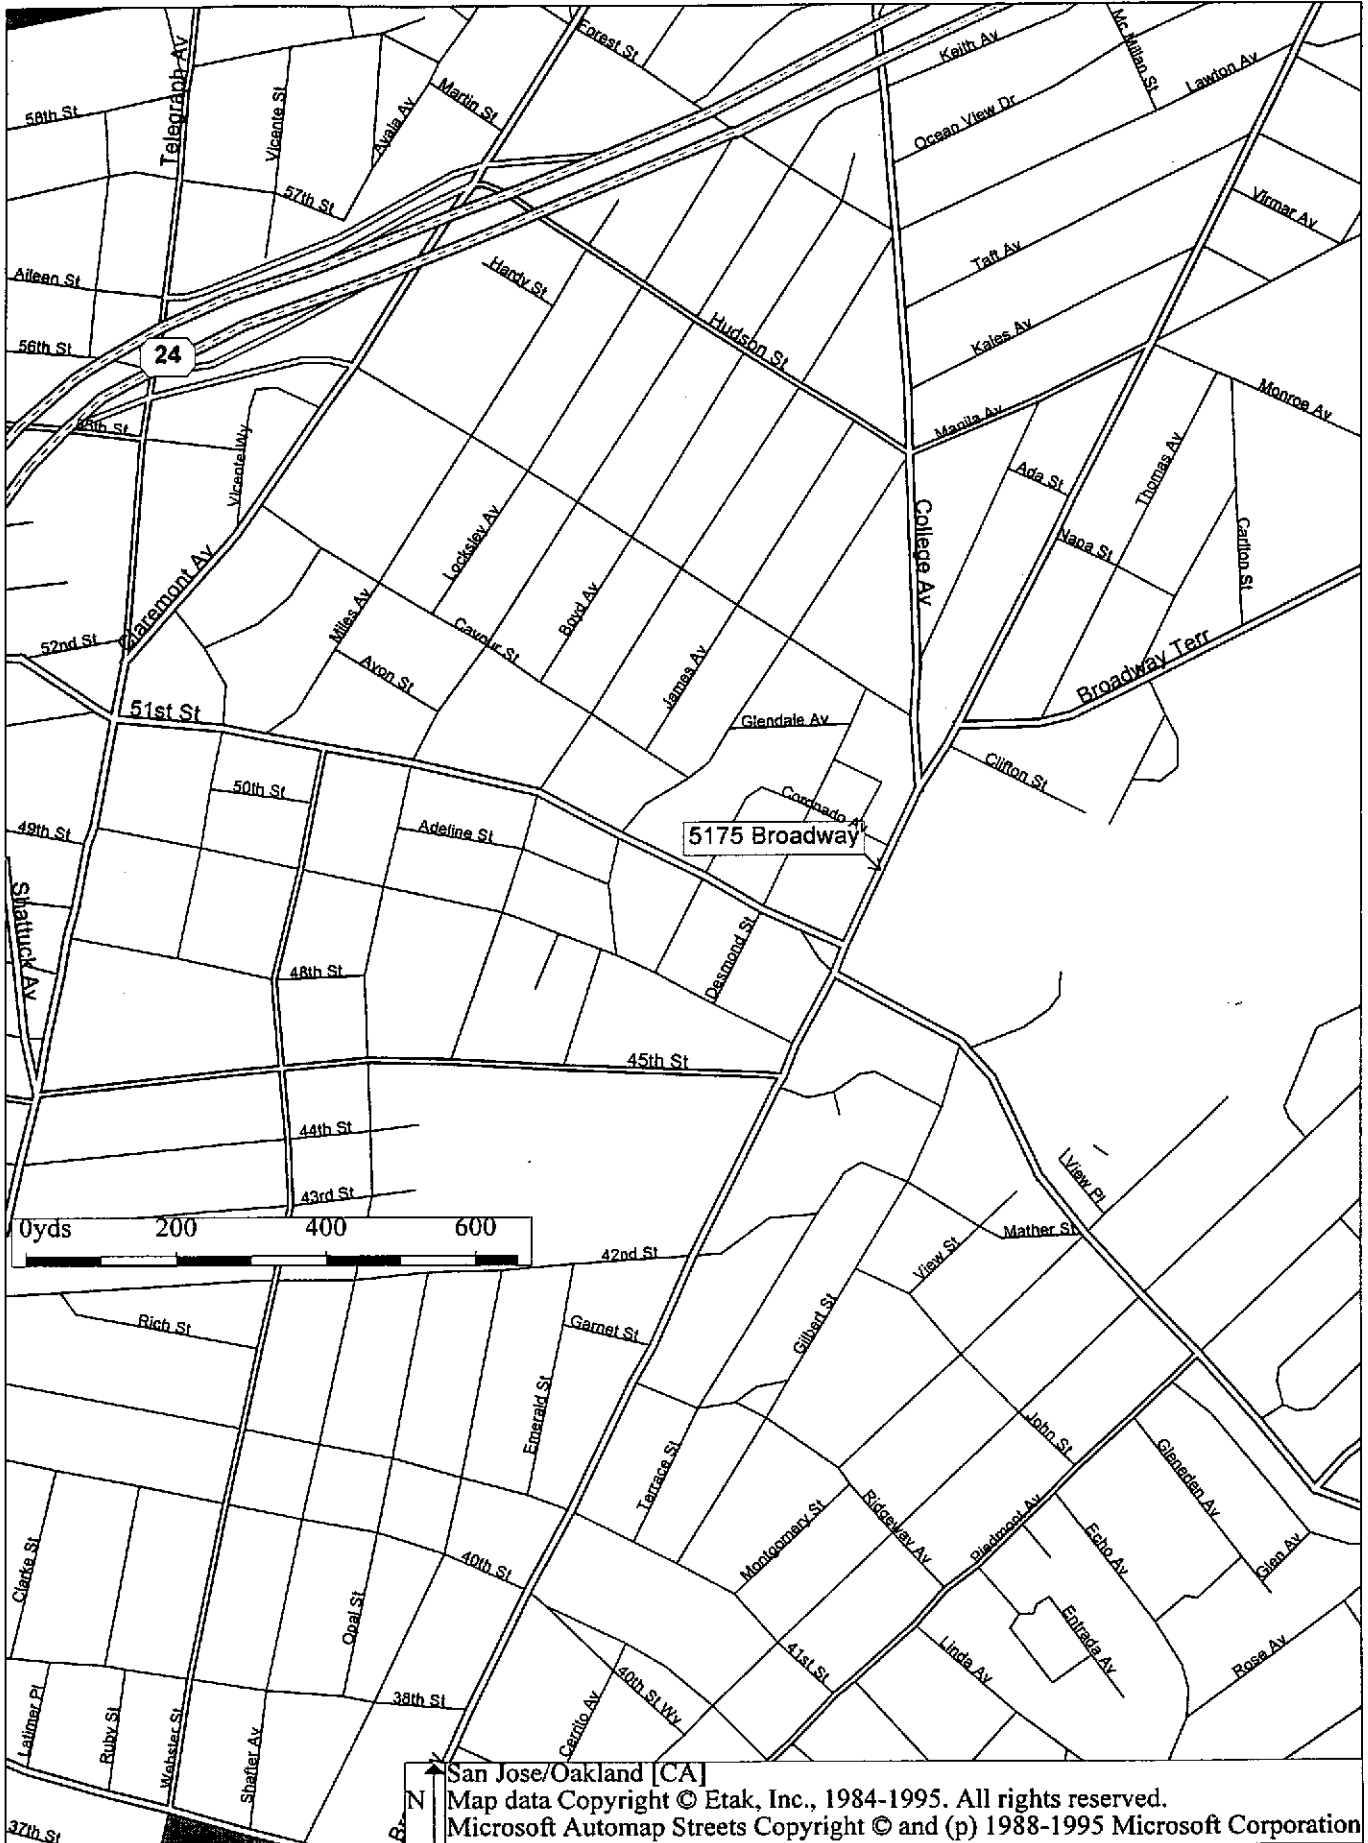 Forest St
Keith Av
Mc Millan St
Lawton Av
Telegraph Av
58th St
Vicente St
Ayala Av
Martin St
Ocean View Dr
57th St
Virmar Av
Taft Av
Aileen St
Hardy St
Hudson St
Kales Av
56th St
24
Monroe Av
Manila Av
55th St
Vicente Wy
Ada St
Thomas Av
Locksley Av
College Av
Napa St
Carlton St
Claremont Av
Miles Av
Boyd Av
52nd St
Cavour St
Avon St
James Av
Broadway Terr
51st St
Glendale Av
Clifton St
50th St
Coronado Av
49th St
Adeline St
5175 Broadway
Shattuck Av
Desmond St
48th St
45th St
44th St
43rd St
l View Pl
Mather St
0yds 200 400 600
42nd St
View St
Rich St
Garnet St
Gilbert St
Emerald St
John St
Terrace St
Gleneden Av
Montgomery St
Ridgeway Av
Piedmont Av
Echo Av
Glen Av
Clarke St
40th St
Opal St
Entrada Av
41st St
Linda Av
Rose Av
40th St Wy
Cerrito Av
38th St
Latimer Pl
Ruby St
Webster St
Shafter Av
37th St
Br
N
San Jose/Oakland [CA]
Map data Copyright © Etak, Inc., 1984-1995. All rights reserved.
Microsoft Automap Streets Copyright © and (p) 1988-1995 Microsoft Corporation